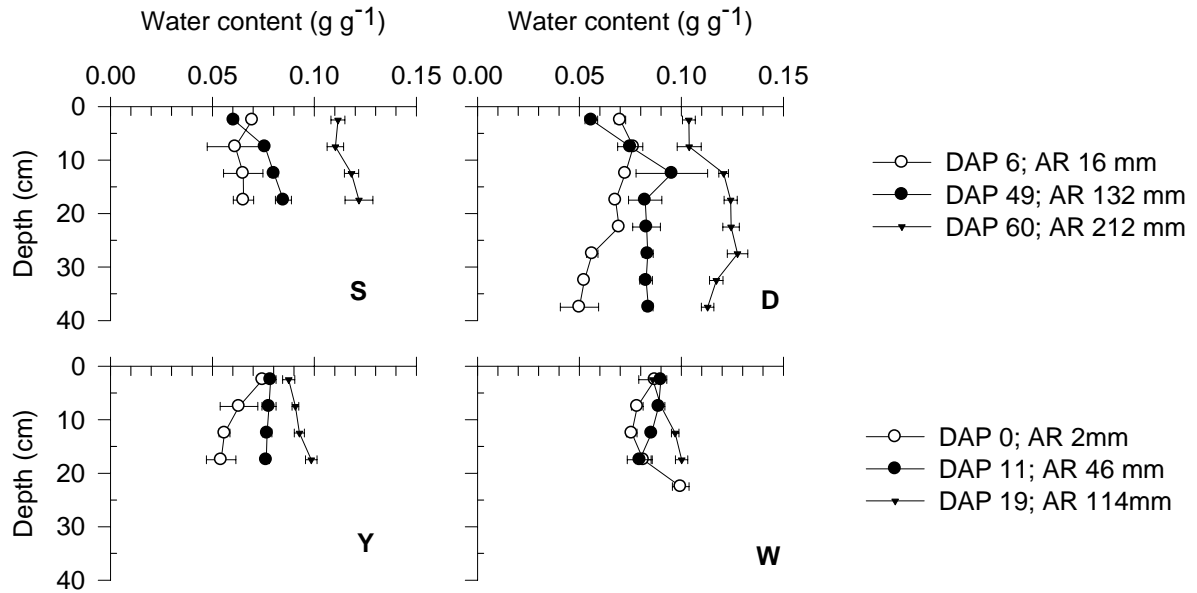 Water content (g g⁻¹) Water content (g g⁻¹)
0.00 0.05 0.10 0.15 0.00 0.05 0.10 0.15
Depth (cm)
0
10
20
30
40
S
D
DAP 6; AR 16 mm
DAP 49; AR 132 mm
DAP 60; AR 212 mm
Depth (cm)
0
10
20
30
40
Y
W
DAP 0; AR 2mm
DAP 11; AR 46 mm
DAP 19; AR 114mm